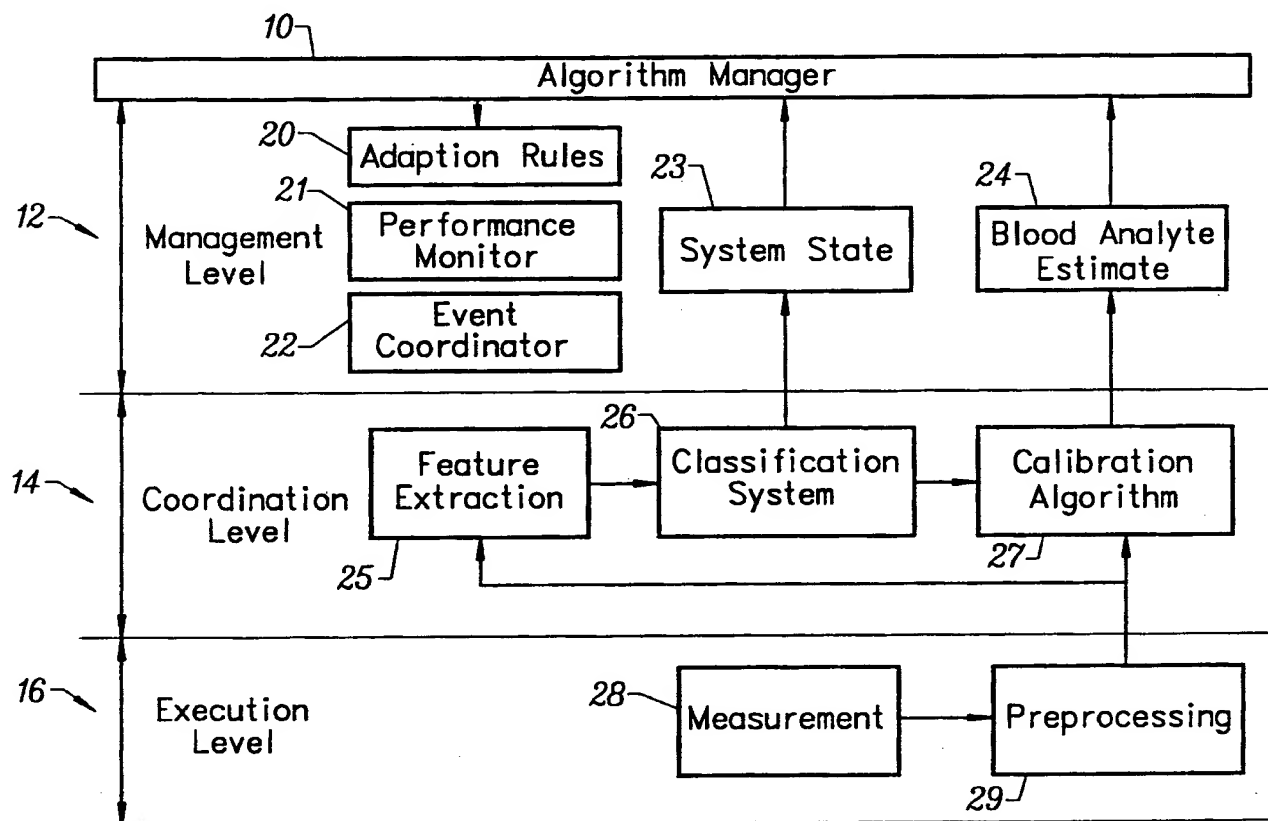 10
Algorithm Manager
20
Adaption Rules
12
Management
Level
21
Performance
Monitor
22
Event
Coordinator
23
System State
24
Blood Analyte
Estimate
14
Coordination
Level
Feature
Extraction
25
26
Classification
System
Calibration
Algorithm
27
16
Execution
Level
28
Measurement
Preprocessing
29